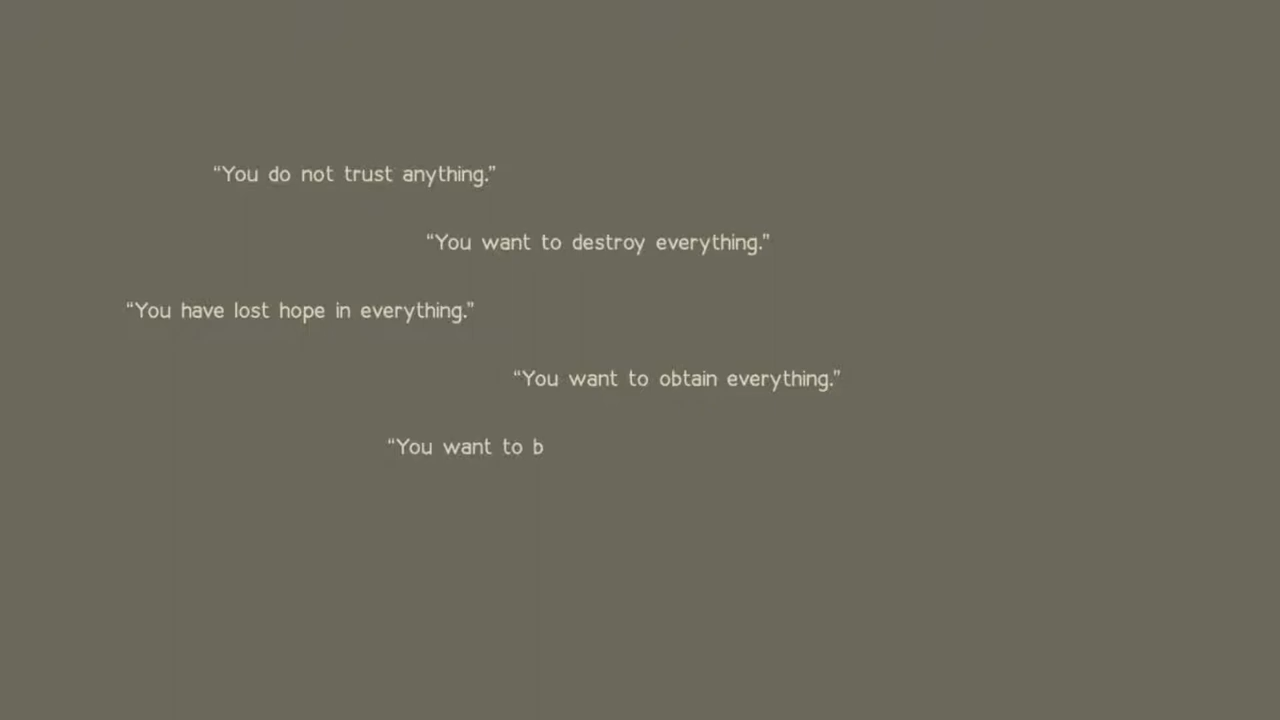 “You do not trust anything.”
“You want to destroy everything.”
“You have lost hope in everything.”
“You want to obtain everything.”
“You want to b